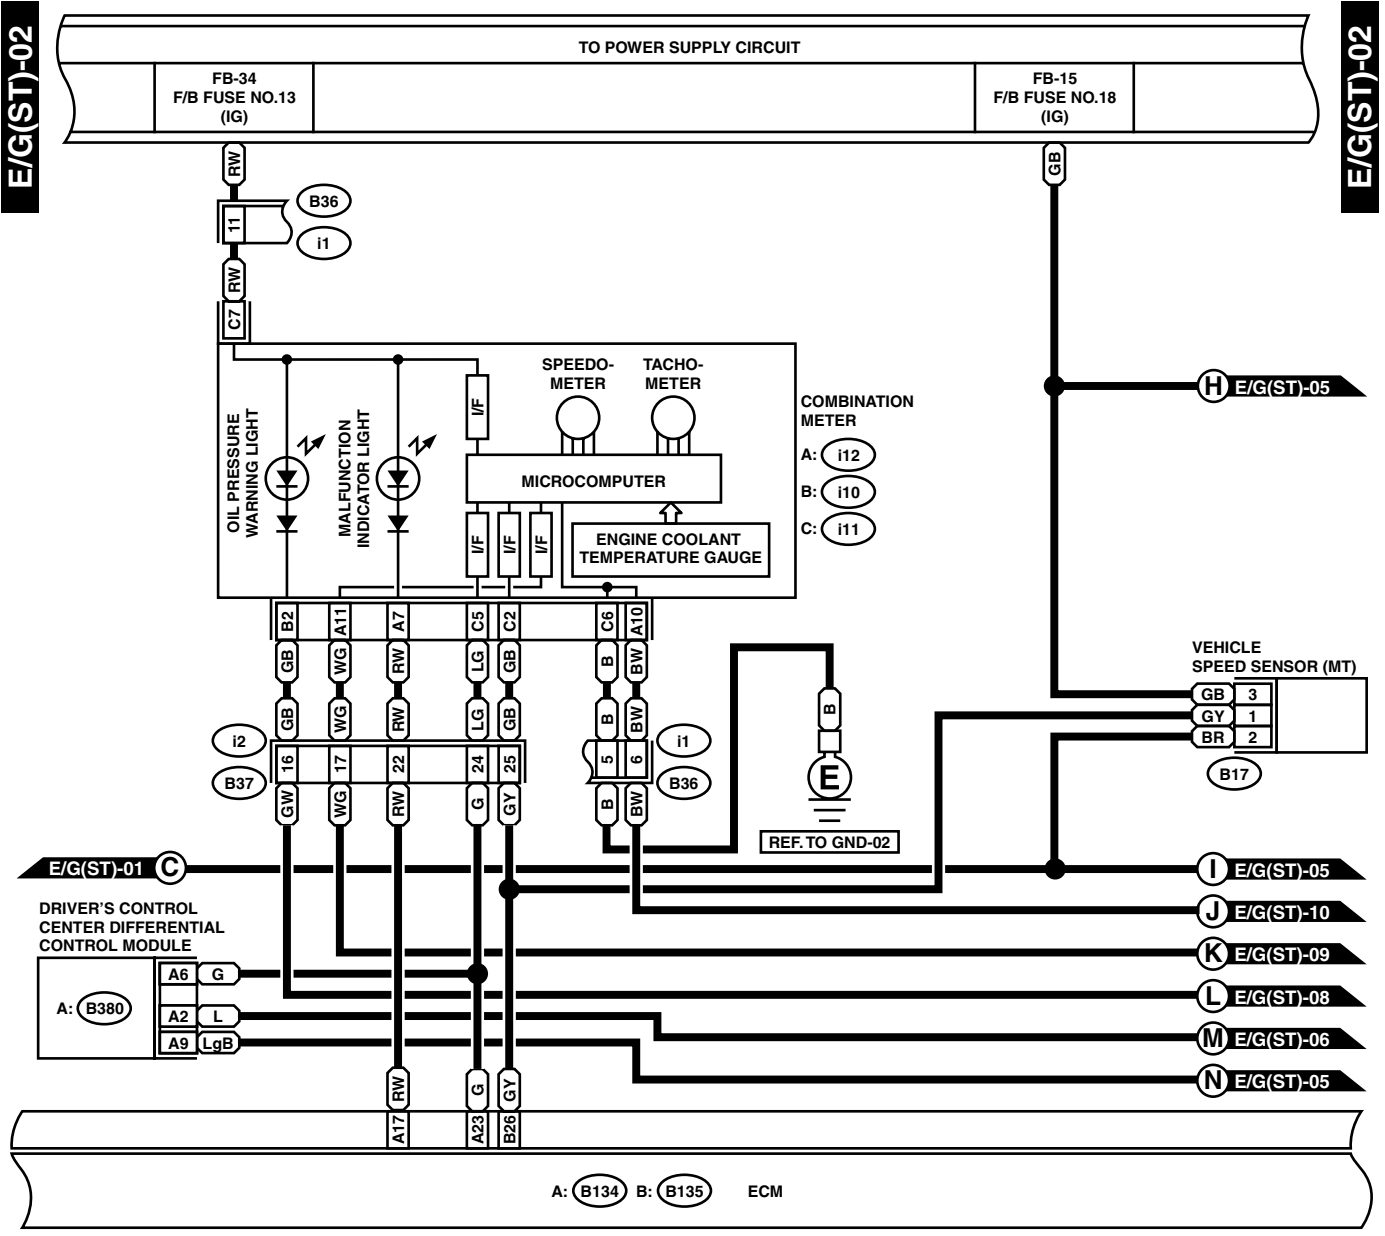 E/G(ST)-02
E/G(ST)-02
TO POWER SUPPLY CIRCUIT
FB-34
F/B FUSE NO.13
(IG)
FB-15
F/B FUSE NO.18
(IG)
RW
GB
11
B36
i1
RW
C7
H E/G(ST)-05
OIL PRESSURE
WARNING LIGHT
MALFUNCTION
INDICATOR LIGHT
I/F
SPEEDO-
METER
TACHO-
METER
MICROCOMPUTER
I/F
I/F
I/F
ENGINE COOLANT
TEMPERATURE GAUGE
COMBINATION
METER
A: i12
B: i10
C: i11
B2 A11 A7 C5 C2 C6 A10
GB WG RW LG GB B BW
GB WG RW LG GB B BW
i2
B37
16 17 22 24 25 5 6
i1
B36
GW WG RW G GY B BW
B
E
REF. TO GND-02
VEHICLE
SPEED SENSOR (MT)
GB 3
GY 1
BR 2
B17
E/G(ST)-01 C
I E/G(ST)-05
J E/G(ST)-10
K E/G(ST)-09
L E/G(ST)-08
M E/G(ST)-06
N E/G(ST)-05
DRIVER'S CONTROL
CENTER DIFFERENTIAL
CONTROL MODULE
A: B380
A6 G
A2 L
A9 LgB
RW G GY
A17 A23 B26
A: B134 B: B135 ECM